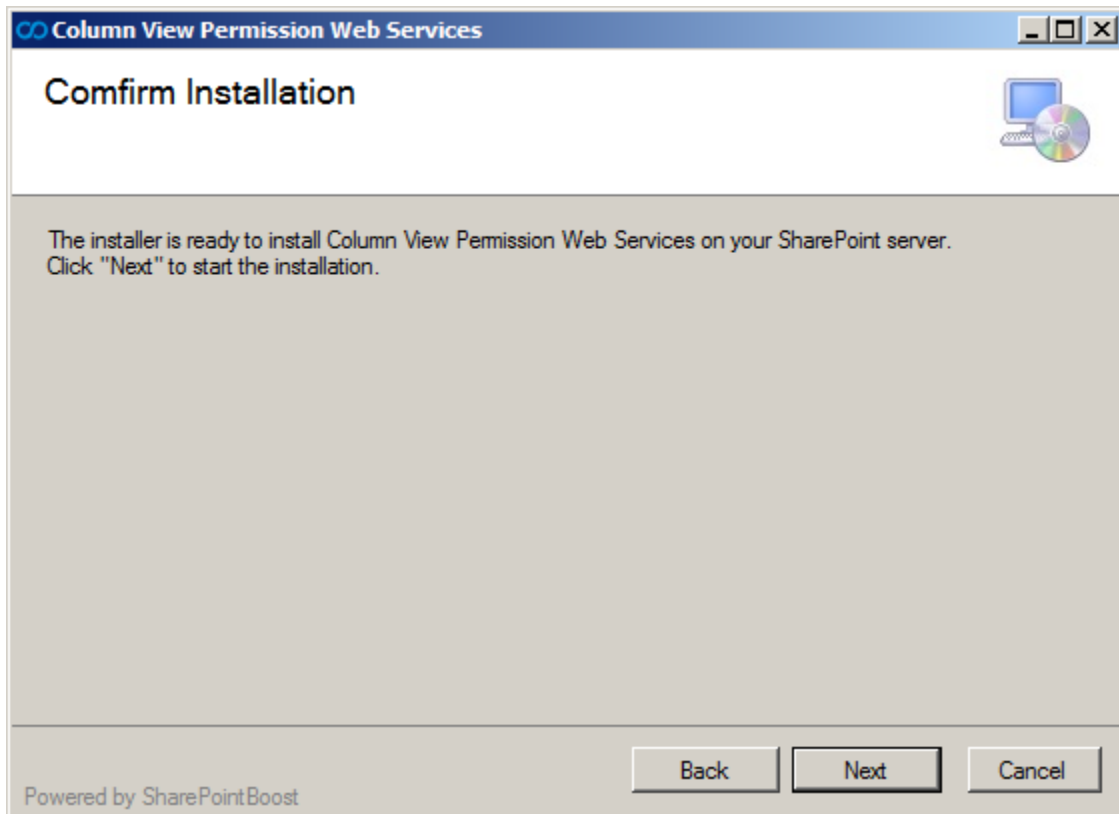 Column View Permission Web Services
Comfirm Installation
The installer is ready to install Column View Permission Web Services on your SharePoint server.
Click "Next" to start the installation.
Back
Next
Cancel
Powered by SharePointBoost